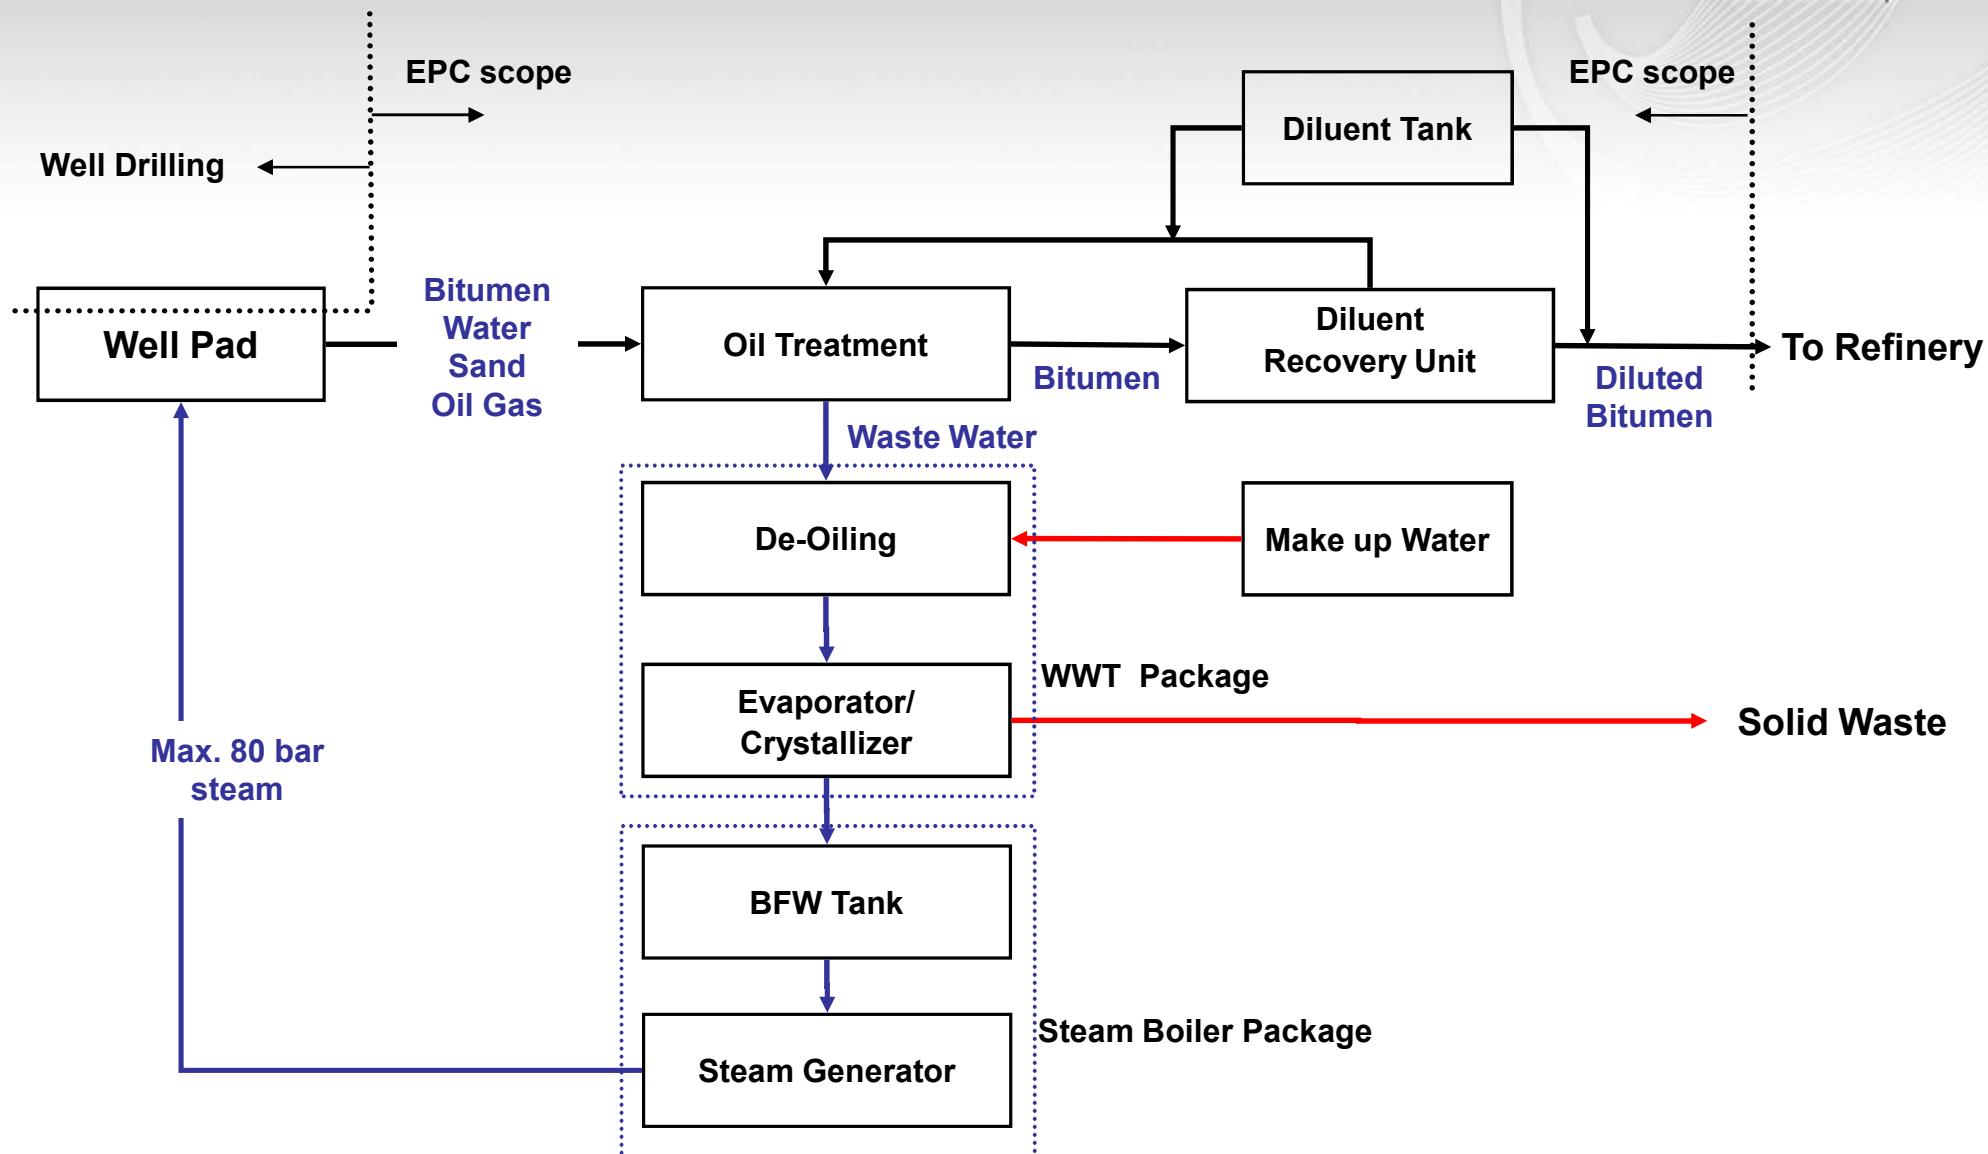 EPC scope
EPC scope
Diluent Tank
Well Drilling
Bitumen
Water
Sand
Oil Gas
Well Pad
Oil Treatment
Bitumen
Diluent
Recovery Unit
To Refinery
Diluted
Bitumen
Waste Water
De-Oiling
Make up Water
WWT  Package
Evaporator/
Crystallizer
Solid Waste
Max. 80 bar
steam
BFW Tank
Steam Boiler Package
Steam Generator